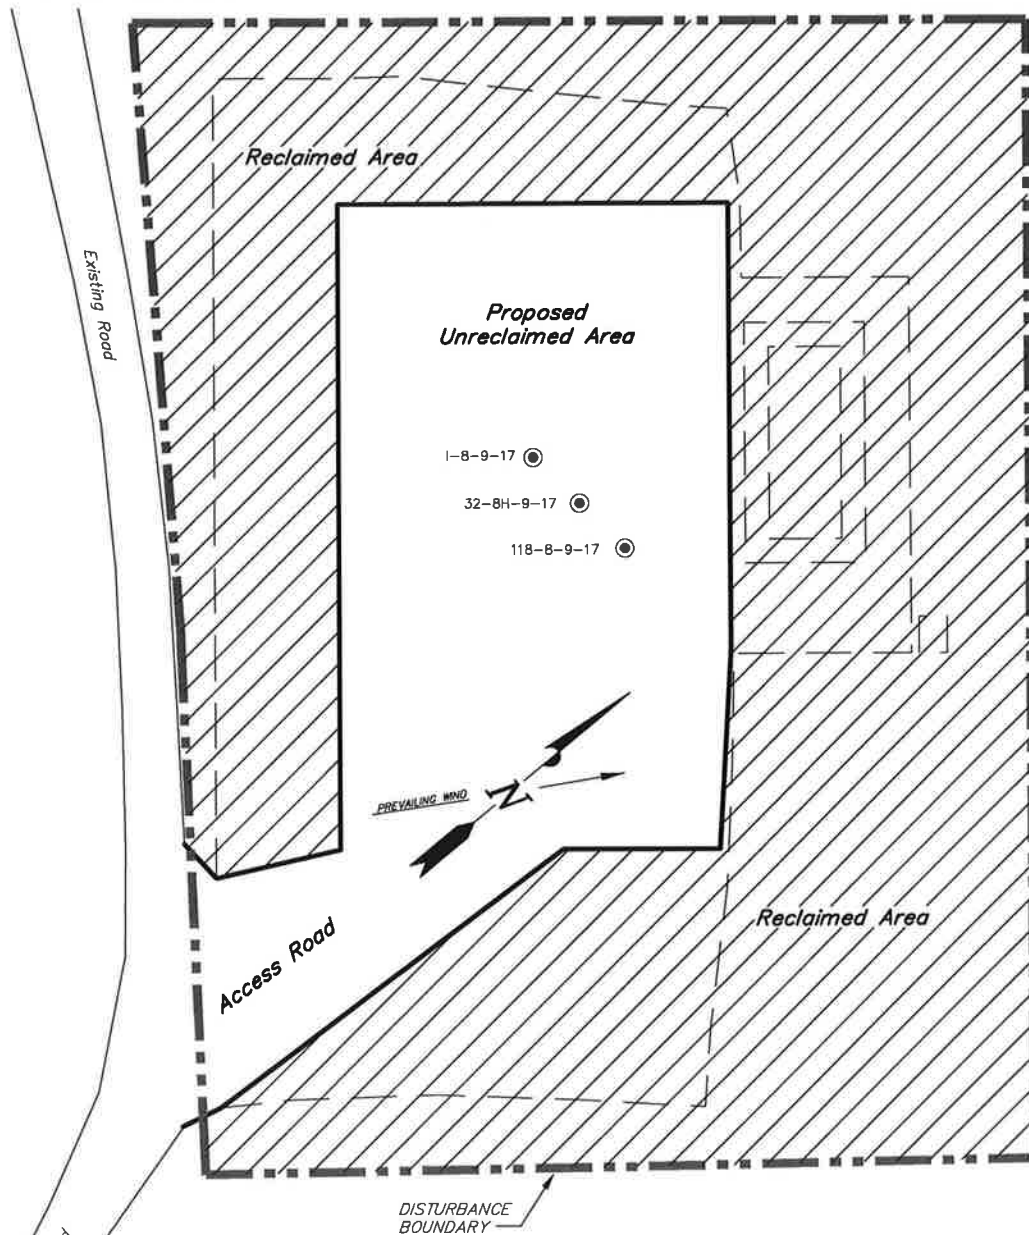 Reclaimed Area
Existing Road
Proposed
Unreclaimed Area
I-8-9-17
32-8H-9-17
118-8-9-17
PREVAILING WIND
N
Reclaimed Area
Access Road
DISTURBANCE
BOUNDARY